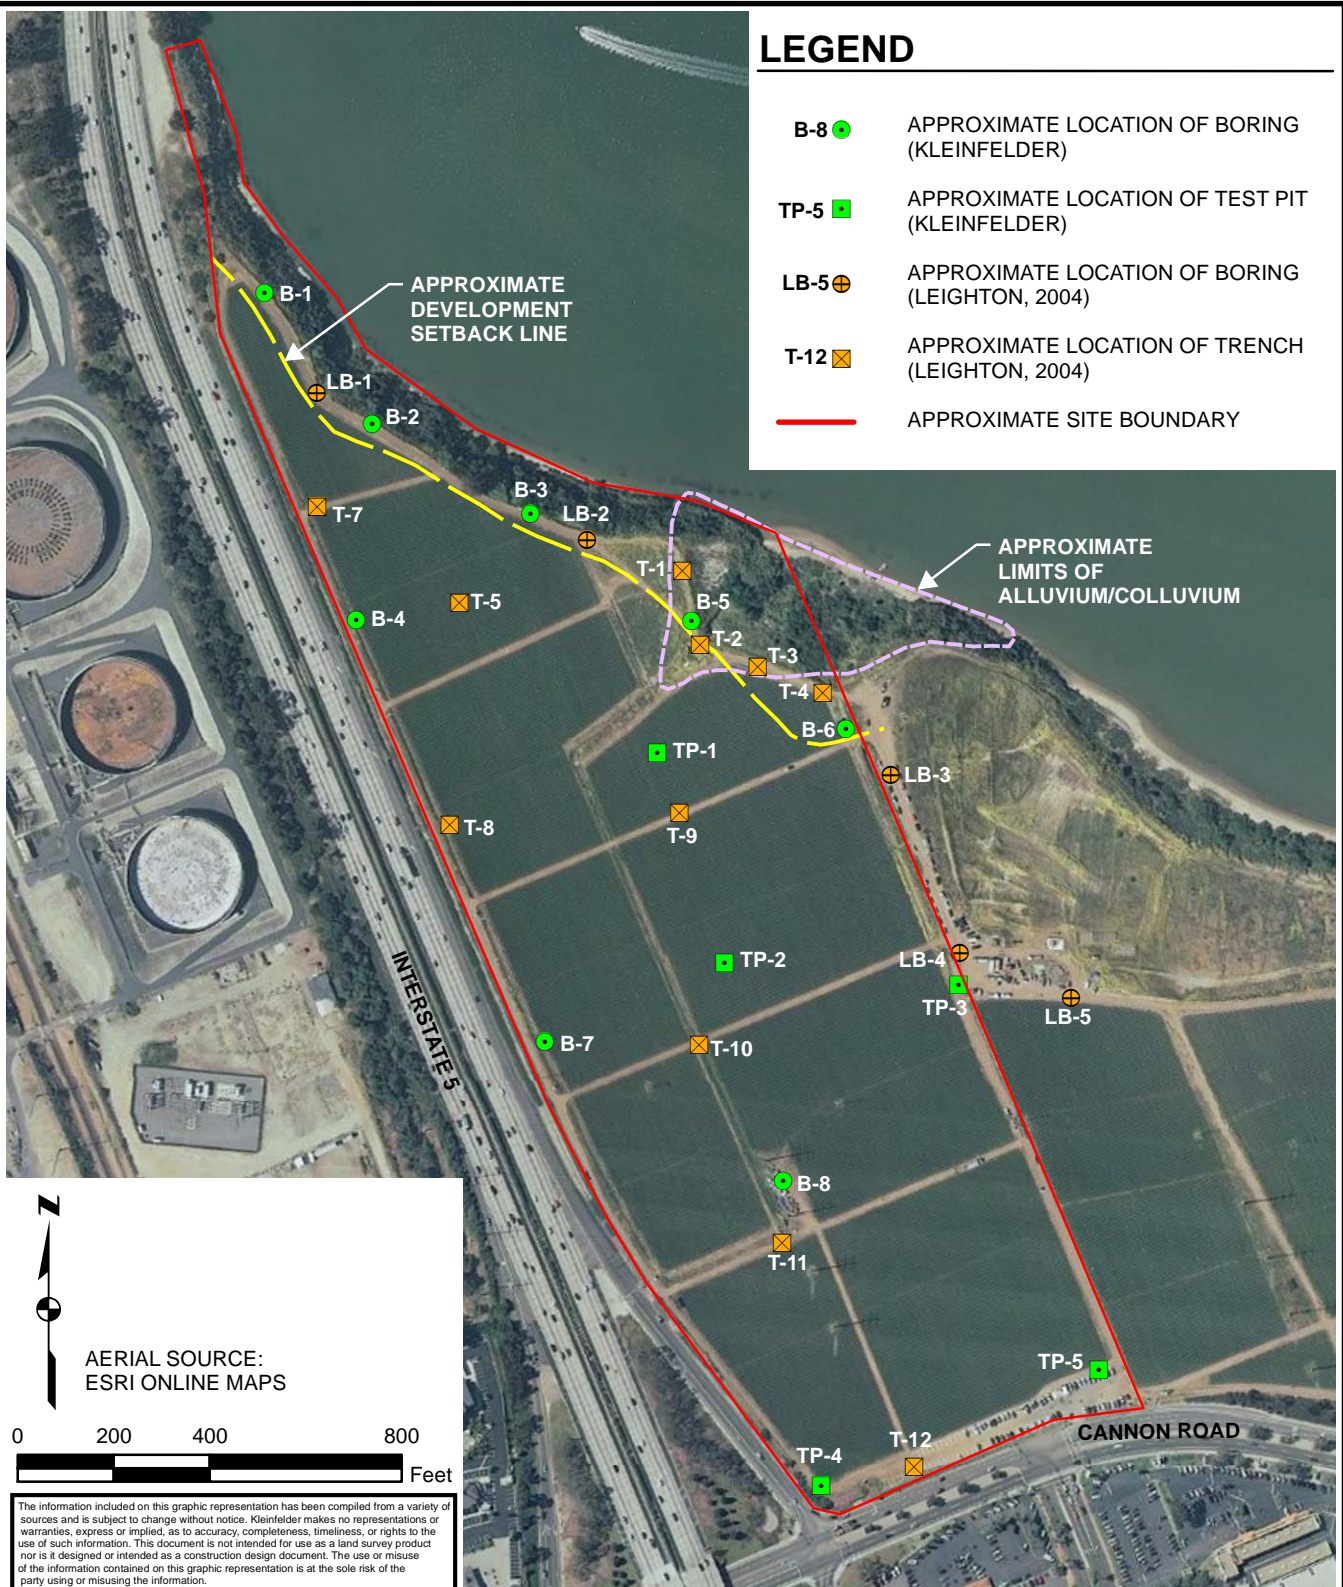 LEGEND
B-8
APPROXIMATE LOCATION OF BORING
(KLEINFELDER)
TP-5
APPROXIMATE LOCATION OF TEST PIT
(KLEINFELDER)
LB-5
APPROXIMATE LOCATION OF BORING
(LEIGHTON, 2004)
T-12
APPROXIMATE LOCATION OF TRENCH
(LEIGHTON, 2004)
APPROXIMATE SITE BOUNDARY
B-1
APPROXIMATE
DEVELOPMENT
SETBACK LINE
LB-1
B-2
B-3
LB-2
T-7
T-1
APPROXIMATE
LIMITS OF
ALLUVIUM/COLLUVIUM
T-5
B-4
B-5
T-2
T-3
T-4
B-6
TP-1
LB-3
T-8
T-9
TP-2
LB-4
TP-3
LB-5
INTERSTATE 5
B-7
T-10
B-8
T-11
TP-5
CANNON ROAD
T-12
TP-4
N
AERIAL SOURCE:
ESRI ONLINE MAPS
0 200 400 800
Feet
The information included on this graphic representation has been compiled from a variety of
sources and is subject to change without notice. Kleinfelder makes no representations or
warranties, express or implied, as to accuracy, completeness, timeliness, or rights to the
use of such information. This document is not intended for use as a land survey product
nor is it designed or intended as a construction design document. The use or misuse
of the information contained on this graphic representation is at the sole risk of the
party using or misusing the information.